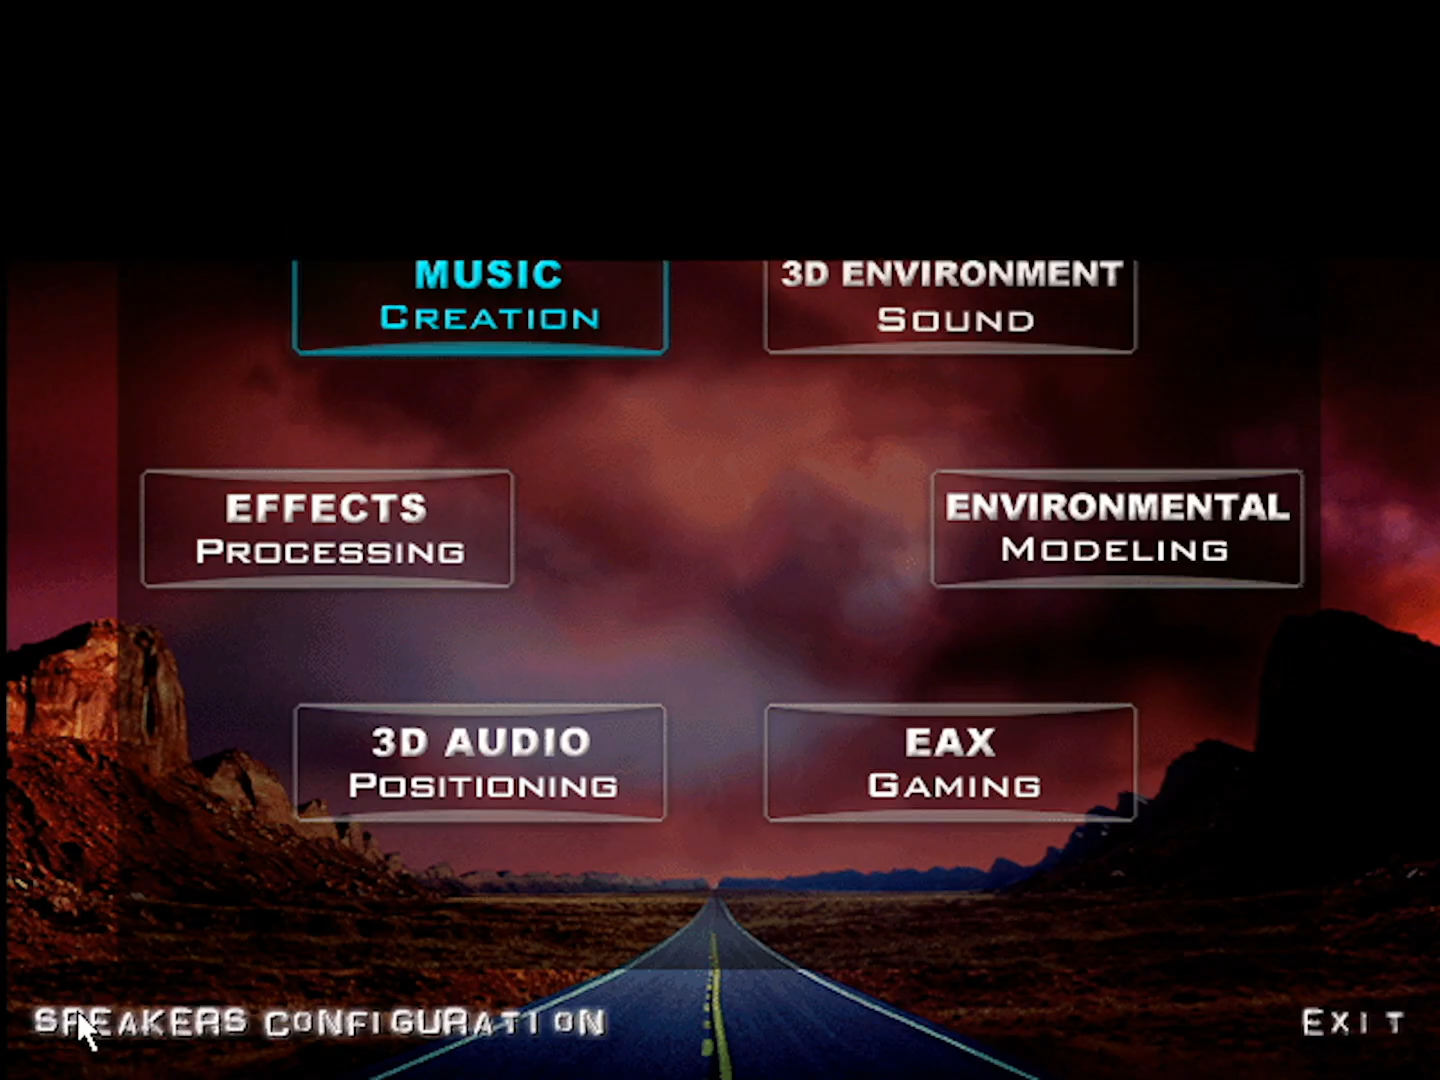 MUSIC
CREATION
3D ENVIRONMENT
SOUND
EFFECTS
PROCESSING
ENVIRONMENTAL
MODELING
3D AUDIO
POSITIONING
EAX
GAMING
SPEAKERS CONFIGURATION
EXIT